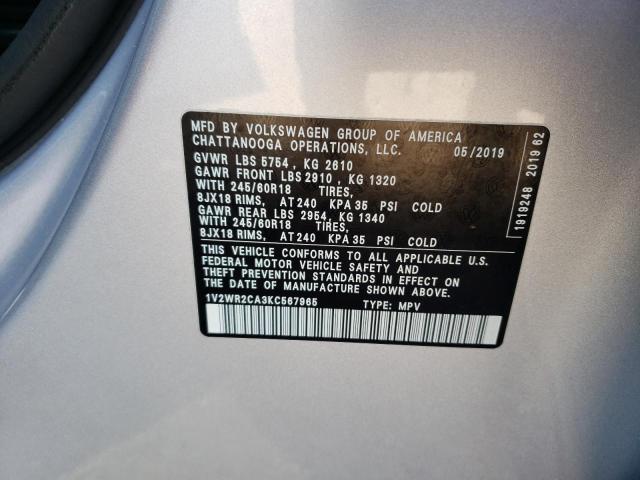 MFD BY VOLKSWAGEN GROUP OF AMERICA
CHATTANOOGA OPERATIONS, LLC. 05/2019
GVWR LBS 5754 , KG 2610
GAWR FRONT LBS 2910 , KG 1320
WITH 245/60R18 TIRES,
8JX18 RIMS, AT 240 KPA 35 PSI COLD
GAWR REAR LBS 2954, KG 1340
WITH 245/60R18 TIRES,
8JX18 RIMS, AT 240 KPA 35 PSI COLD
THIS VEHICLE CONFORMS TO ALL APPLICABLE U.S.
FEDERAL MOTOR VEHICLE SAFETY AND
THEFT PREVENTION STANDARDS IN EFFECT ON
THE DATE OF MANUFACTURE SHOWN ABOVE.
1V2WR2CA3KC567965 TYPE: MPV
1919248 2019 62